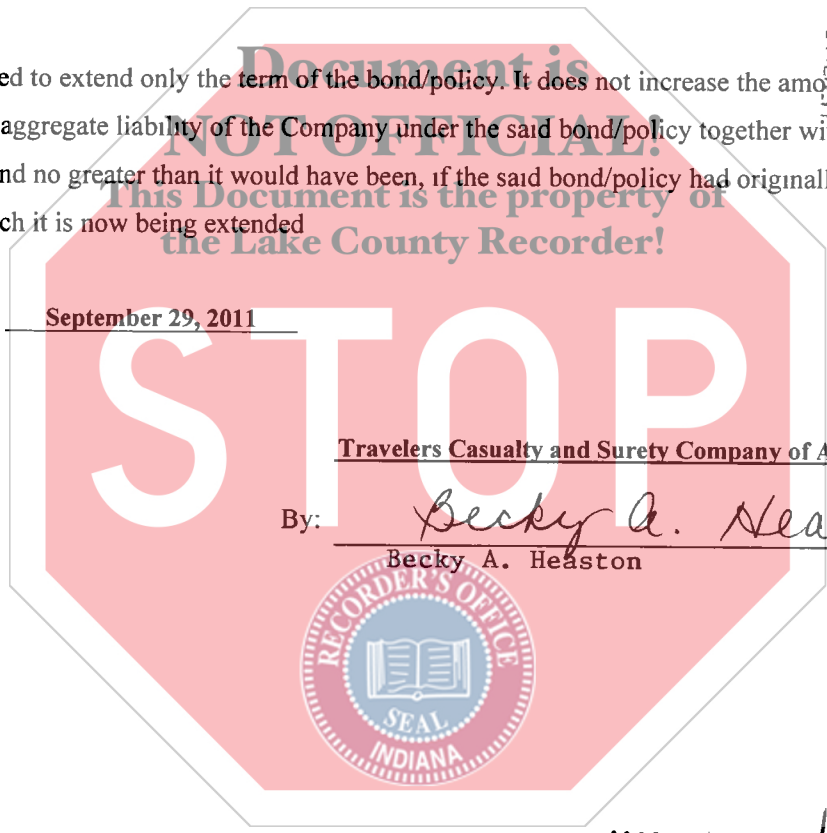 Document is
ed to extend only the term of the bond/policy. It does not increase the amo
NOT OFFICIAL!
aggregate liability of the Company under the said bond/policy together wi
nd no greater than it would have been, if the said bond/policy had originall
This Document is the property of
ch it is now being extended
the Lake County Recorder!
September 29, 2011
STOP
Travelers Casualty and Surety Company of A
By: Becky A. Hea
Becky A. Heaston
RECORDER'S OFFICE
SEAL
INDIANA